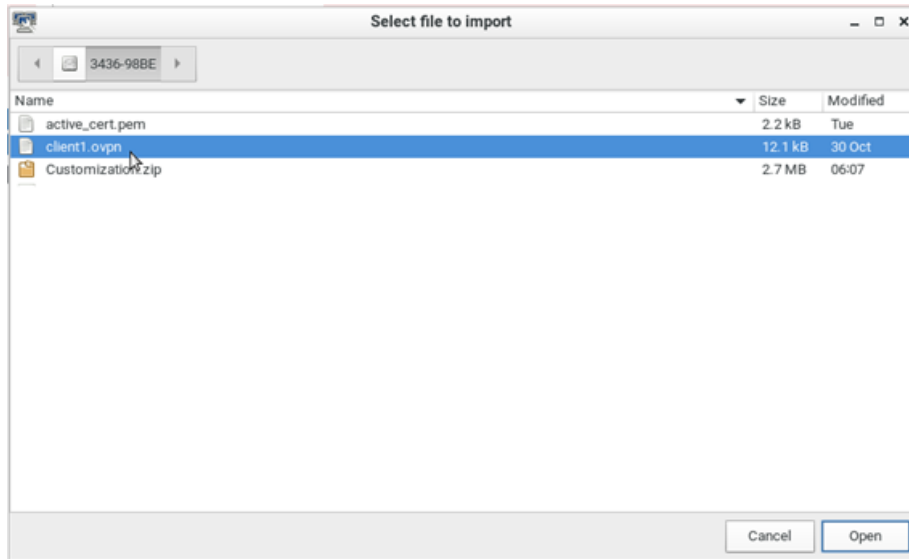 Select file to import
3436-98BE
Name Size Modified
active_cert.pem 2.2 kB Tue
client1.ovpn 12.1 kB 30 Oct
Customization.zip 2.7 MB 06:07
Cancel Open